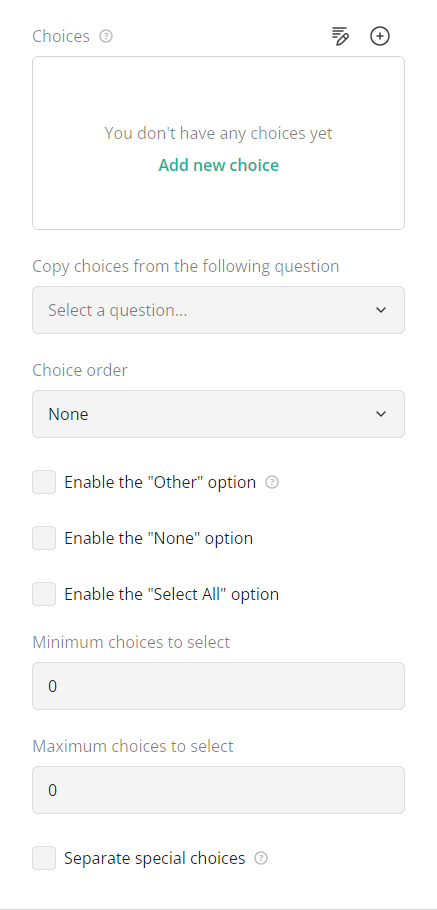 Choices
You don't have any choices yet
Add new choice
Copy choices from the following question
Select a question...
Choice order
None
Enable the "Other" option
Enable the "None" option
Enable the "Select All" option
Minimum choices to select
0
Maximum choices to select
0
Separate special choices